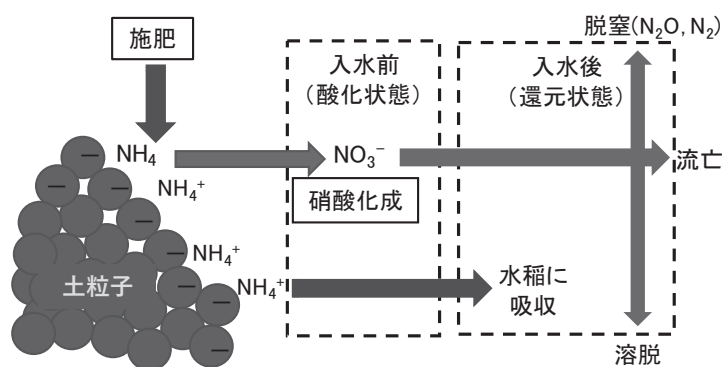 施肥
入水前
(酸化状態)
入水後
(還元状態)
脱窒(N₂O, N₂)
NH₄
NO₃⁻
流亡
NH₄⁺
硝酸化成
NH₄⁺
土粒子
NH₄⁺
水稲に
吸収
溶脱